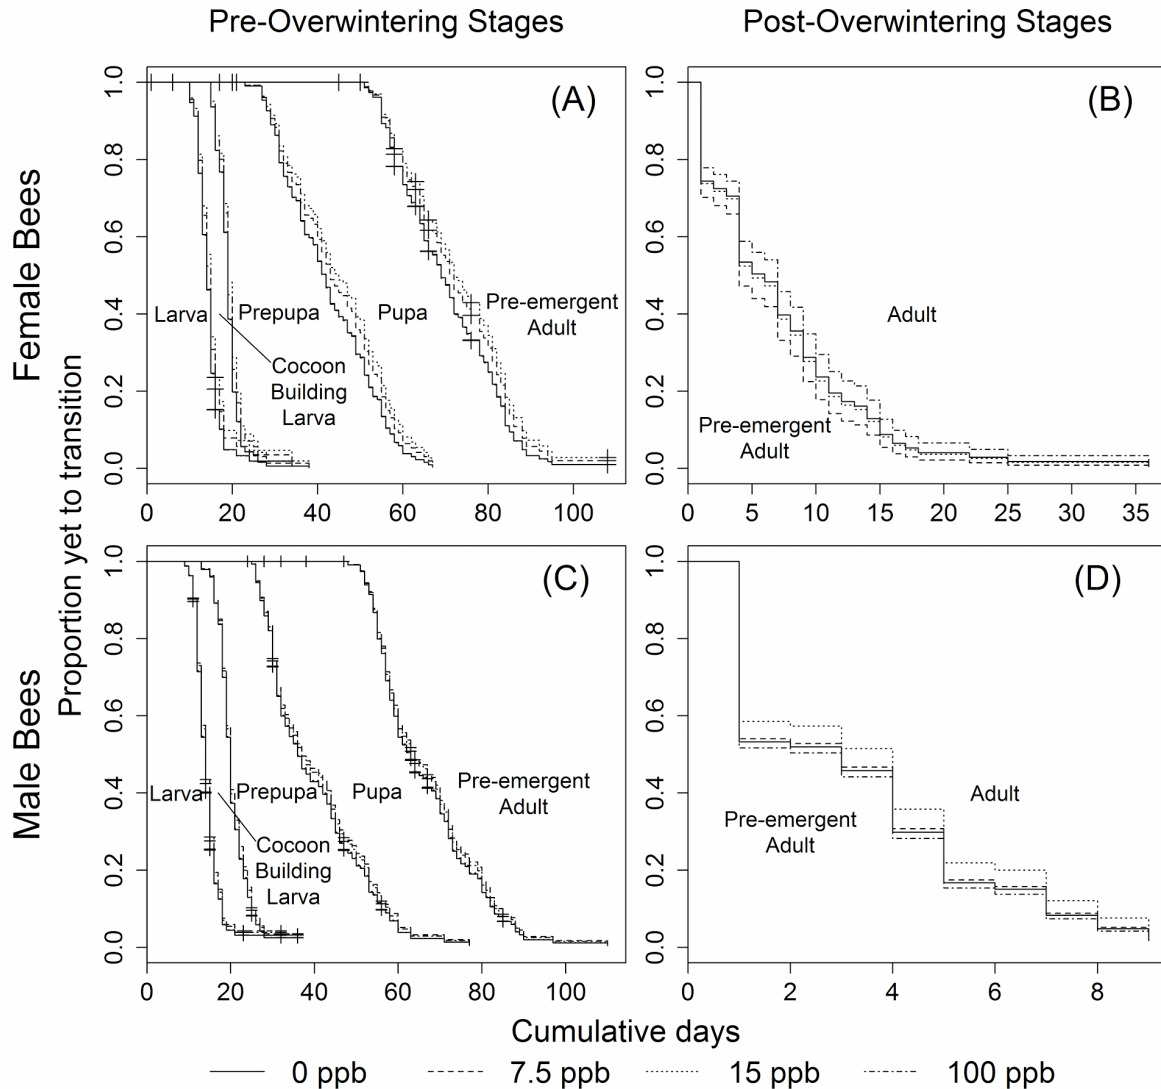 Pre-Overwintering Stages
Post-Overwintering Stages
Female Bees
Male Bees
Proportion yet to transition
(A)
1.0
0.8
0.6
0.4
0.2
0.0
Larva
Prepupa
Pupa
Pre-emergent
Adult
Cocoon
Building
Larva
0 20 40 60 80 100
(B)
1.0
0.8
0.6
0.4
0.2
0.0
Adult
Pre-emergent
Adult
0 5 10 15 20 25 30 35
(C)
1.0
0.8
0.6
0.4
0.2
0.0
Larva
Prepupa
Pupa
Pre-emergent
Adult
Cocoon
Building
Larva
0 20 40 60 80 100
(D)
1.0
0.8
0.6
0.4
0.2
0.0
Adult
Pre-emergent
Adult
0 2 4 6 8
Cumulative days
0 ppb 7.5 ppb 15 ppb 100 ppb